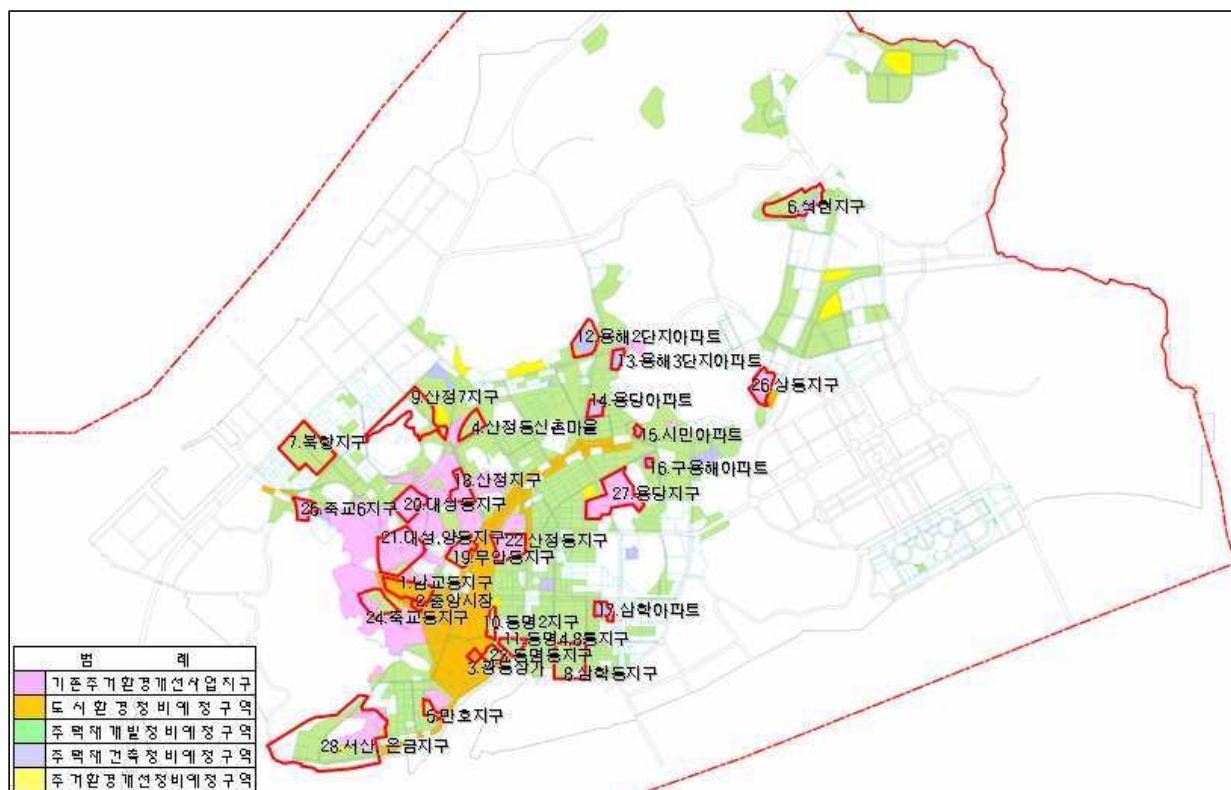 6.석현지구
12.용해2단지아파트
13.용해3단지아파트
26.상동지구
9.산정7지구
14.용당아파트
4.산정동신촌마을
15.시민아파트
7.북항지구
16.구용해아파트
18.산정지구
27.용당지구
20.대성동지구
25.죽교6지구
21.대성.양동지구
22.산정동지구
19.무안동지구
1.남교동지구
2.중앙시장
24.죽교동지구
17.삼학아파트
10.동명2지구
11.동명4.8통지구
23.동명동지구
3.광동상가
8.삼학동지구
5.만호지구
28.서산, 온금지구
범 례
기존주거환경개선사업지구
도시환경정비예정구역
주택재개발정비예정구역
주택재건축정비예정구역
주거환경개선정비예정구역